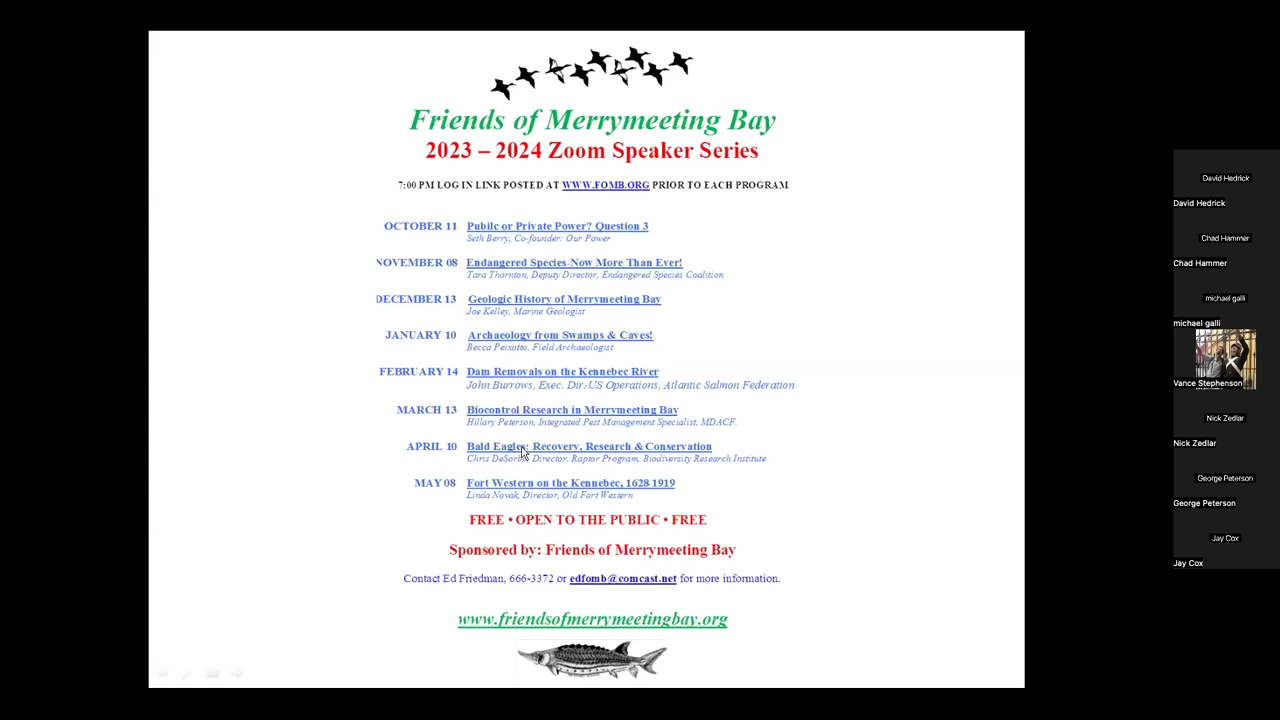 Friends of Merrymeeting Bay
2023 – 2024 Zoom Speaker Series
7:00 PM LOG IN LINK POSTED AT WWW.FOMB.ORG PRIOR TO EACH PROGRAM
OCTOBER 11 Pubilc or Private Power? Question 3
Seth Berry, Co-founder: Our Power
NOVEMBER 08 Endangered Species-Now More Than Ever!
Tara Thornton, Deputy Director, Endangered Species Coalition
DECEMBER 13 Geologic History of Merrymeeting Bay
Joe Kelley, Marine Geologist
JANUARY 10 Archaeology from Swamps & Caves!
Becca Peixotto, Field Archaeologist
FEBRUARY 14 Dam Removals on the Kennebec River
John Burrows, Exec. Dir.-US Operations, Atlantic Salmon Federation
MARCH 13 Biocontrol Research in Merrymeeting Bay
Hillary Peterson, Integrated Pest Management Specialist, MDACF.
APRIL 10 Bald Eagles: Recovery, Research & Conservation
Chris Director. Raptor Program, Biodiversity Research Institute
MAY 08 Fort Western on the Kennebec, 1628-1919
Linda Novak, Director, Old Fort Western
FREE • OPEN TO THE PUBLIC • FREE
Sponsored by: Friends of Merrymeeting Bay
Contact Ed Friedman, 666-3372 or edfomb@comcast.net for more information.
www.friendsofmerrymeetingbay.org
David Hedrick
David Hedrick
Chad Hammer
Chad Hammer
michael galli
michael galli
Vance Stephenson
Nick Zedlar
Nick Zedlar
George Peterson
George Peterson
Jay Cox
Jay Cox